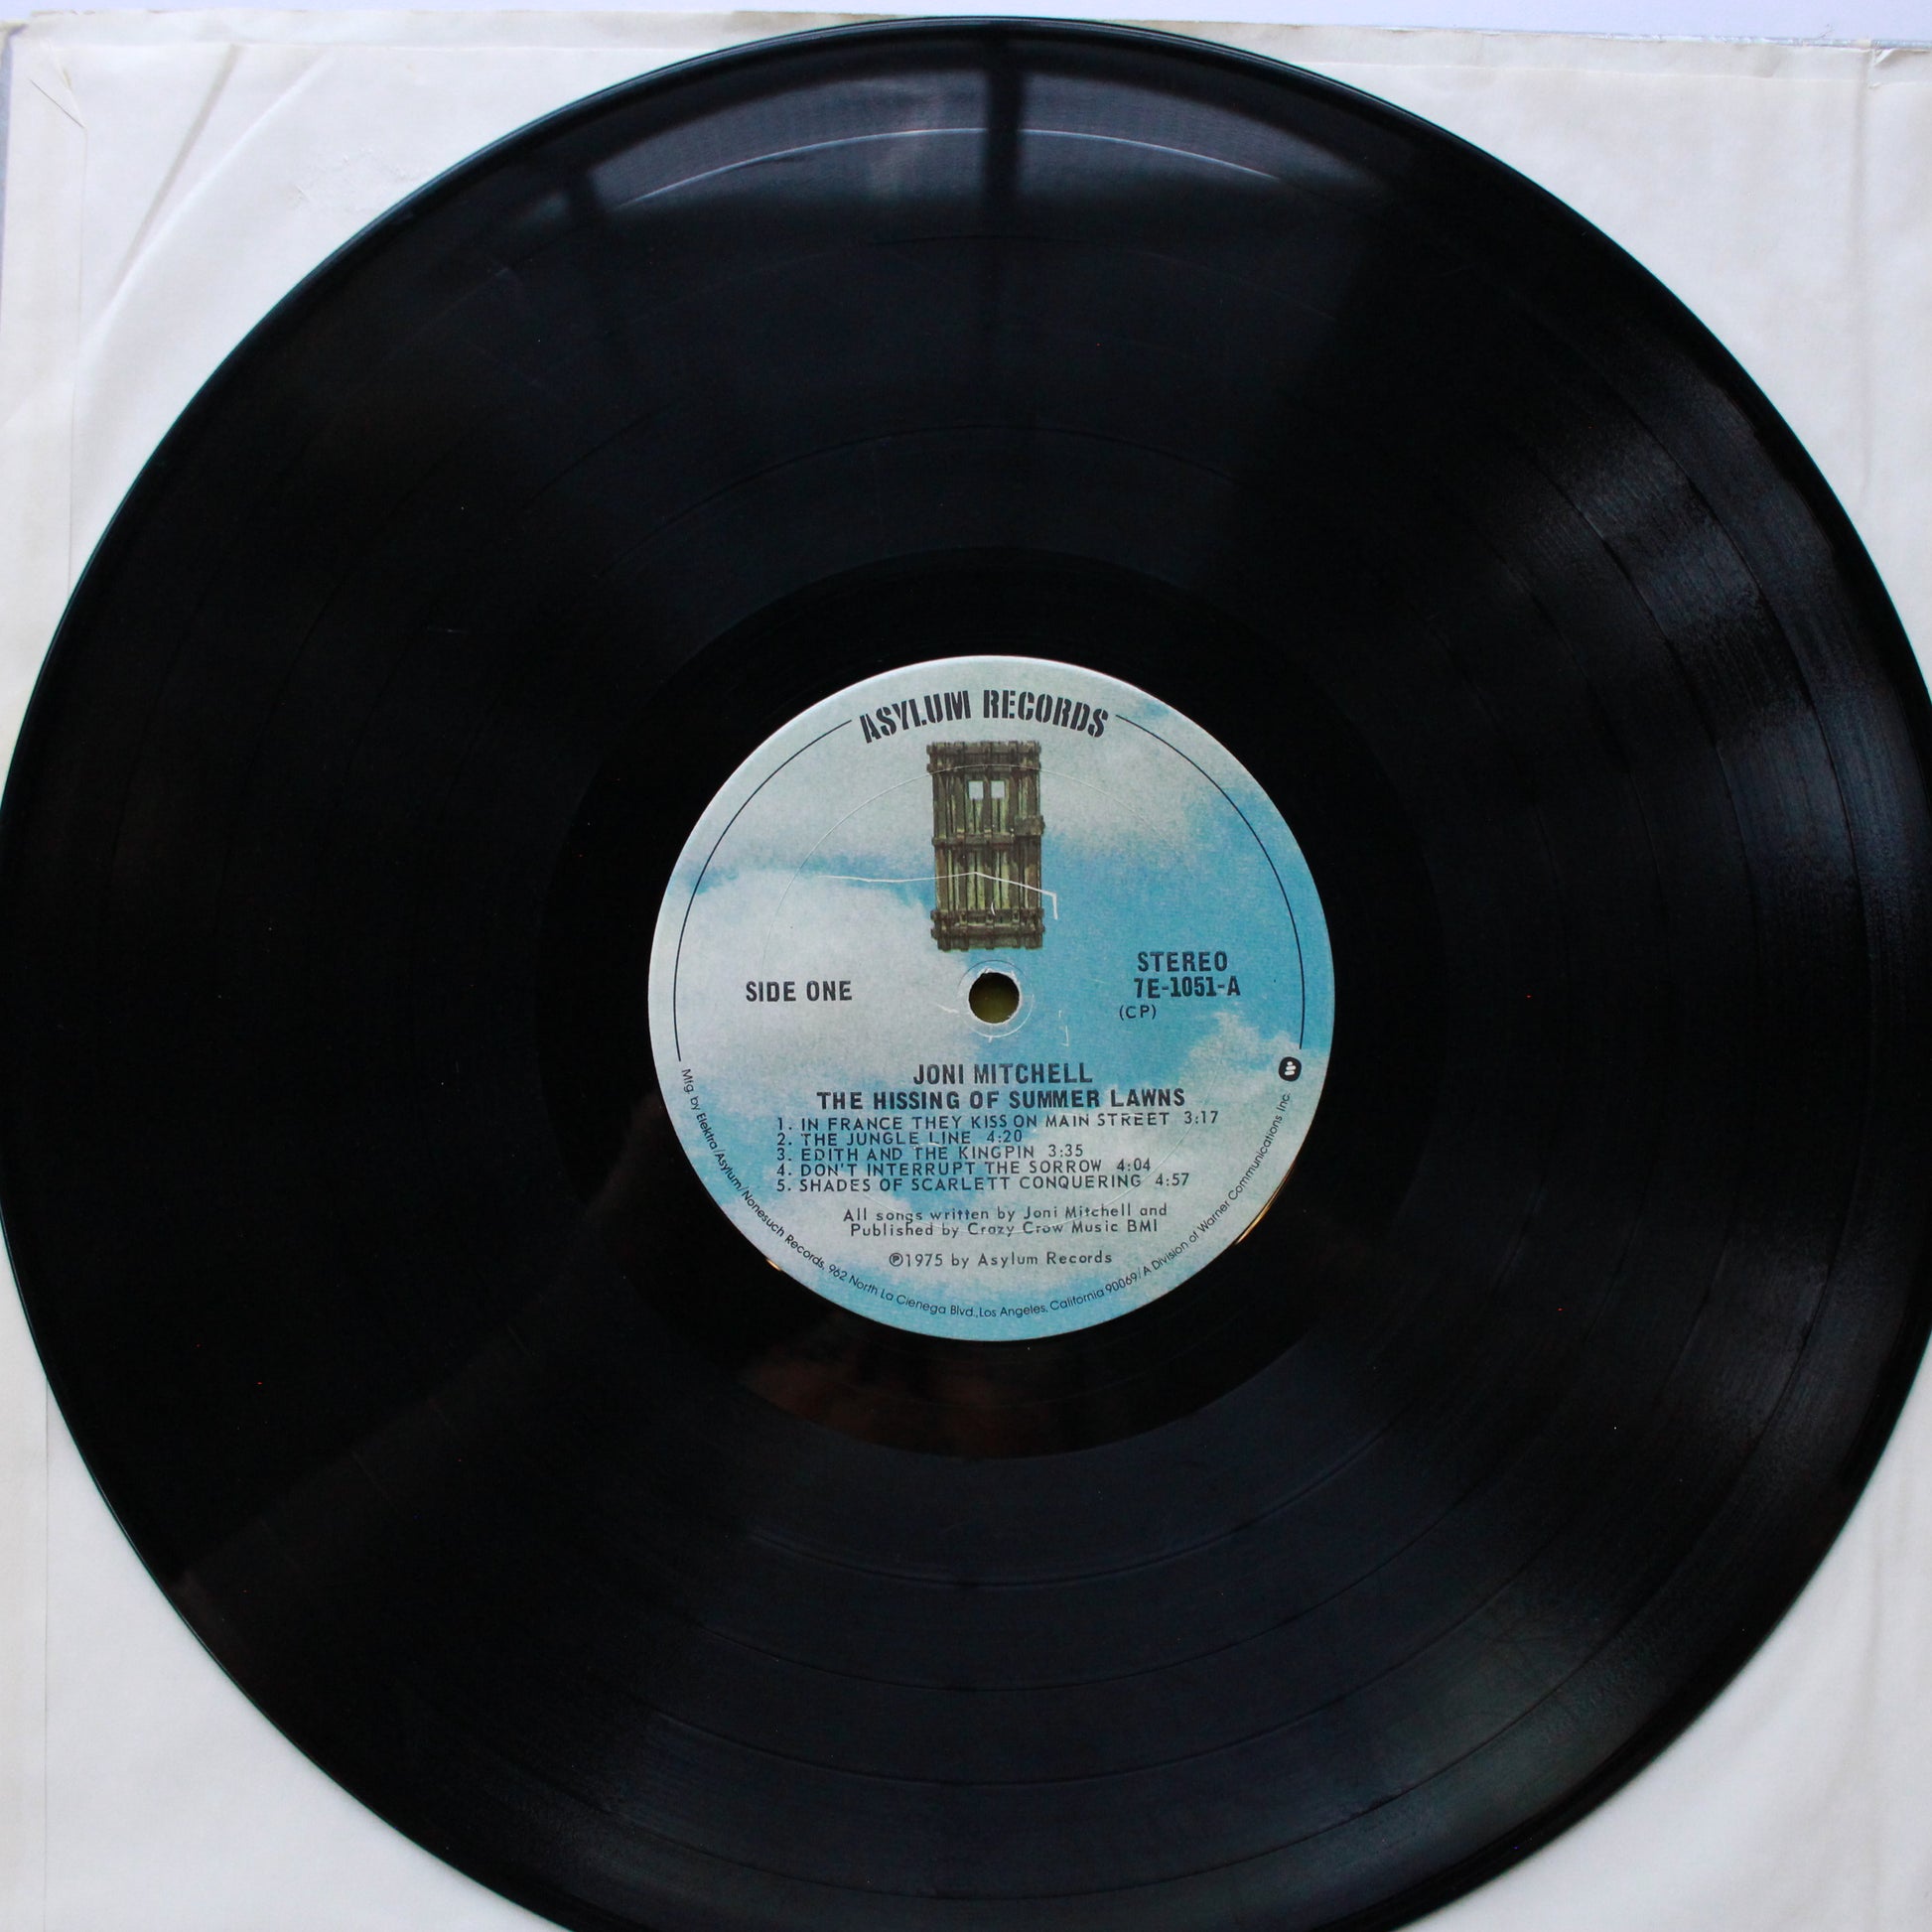 ASYLUM RECORDS
SIDE ONE
STEREO
7E-1051-A
(CP)
JONI MITCHELL
THE HISSING OF SUMMER LAWNS
1. IN FRANCE THEY KISS ON MAIN STREET 3:17
2. THE JUNGLE LINE 4:20
3. EDITH AND THE KINGPIN 3:35
4. DON'T INTERRUPT THE SORROW 4:04
5. SHADES OF SCARLETT CONQUERING 4:57
All songs written by Joni Mitchell and
Published by Crazy Crow Music BMI
℗1975 by Asylum Records
Mfg. by Elektra/Asylum/Nonesuch Records, 962 North La Cienega Blvd., Los Angeles, California 90069/A Division of Warner Communications Inc.